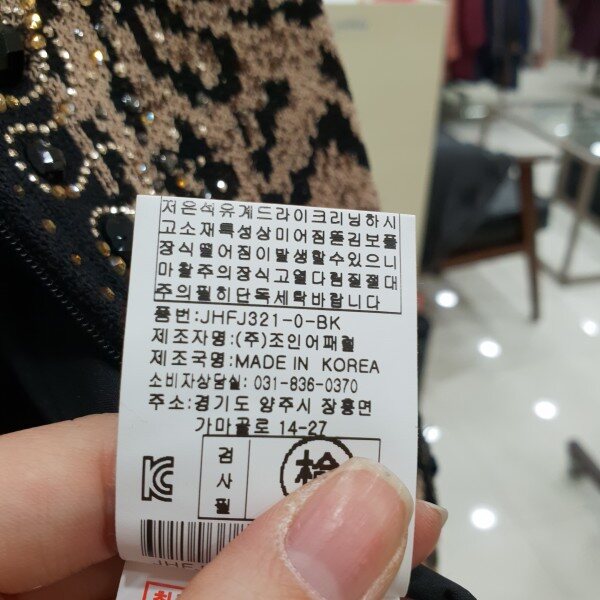 저온석유계드라이크리닝하시
고소재특성상미어짐뜯김보풀
장식떨어짐이발생할수있으니
마찰주의장식고열다림질절대
주의필히단독세탁바랍니다
품번:JHFJ321-0-BK
제조자명:(주)조인어패럴
제조국명:MADE IN KOREA
소비자상담실: 031-836-0370
주소:경기도 양주시 장흥면
가마골로 14-27
검
사
필
檢